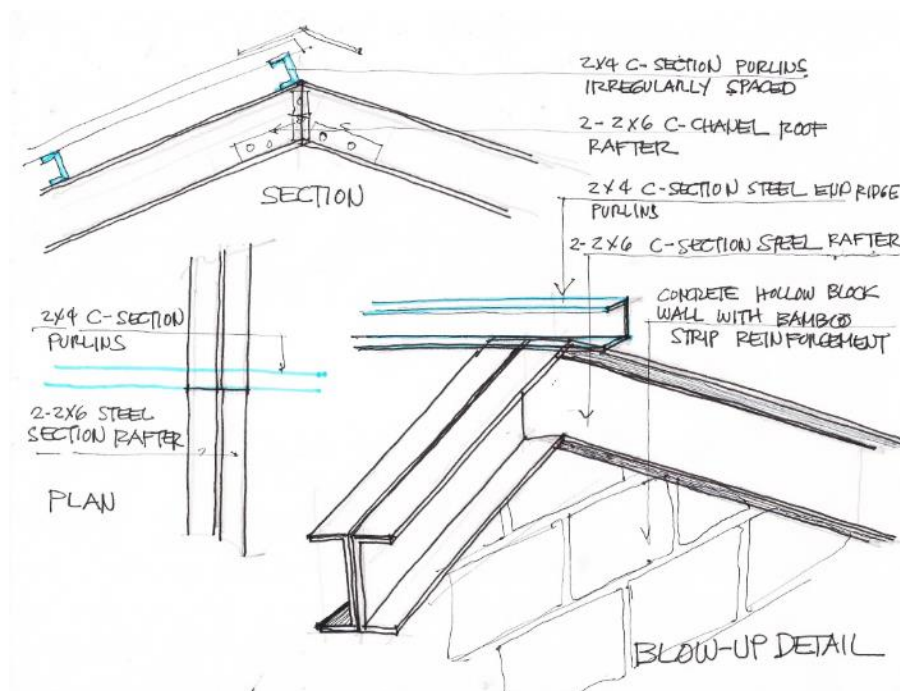 2X4 C-SECTION PURLINS
IRREGULARLY SPACED
2-2X6 C-CHANEL ROOF
RAFTER
SECTION
2X4 C-SECTION STEEL END RIDGE
PURLINS
2-2X6 C-SECTION STEEL RAFTER
CONCRETE HOLLOW BLOCK
WALL WITH BAMBOO
STRIP REINFORCEMENT
2X4 C-SECTION
PURLINS
2-2X6 STEEL
SECTION RAFTER
PLAN
BLOW-UP DETAIL